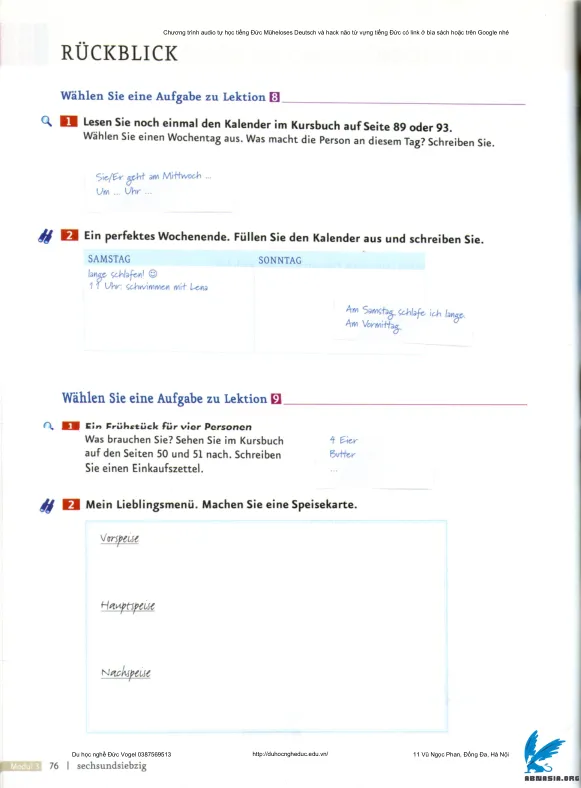 Chương trình audio tự học tiếng Đức Müheloses Deutsch và hack não từ vựng tiếng Đức có link ở bìa sách hoặc trên Google nhé
RÜCKBLICK
Wählen Sie eine Aufgabe zu Lektion 8
1 Lesen Sie noch einmal den Kalender im Kursbuch auf Seite 89 oder 93.
Wählen Sie einen Wochentag aus. Was macht die Person an diesem Tag? Schreiben Sie.
Sie/Er geht am Mittwoch ...
Um ... Uhr ...
2 Ein perfektes Wochenende. Füllen Sie den Kalender aus und schreiben Sie.
SAMSTAG SONNTAG
lange schlafen! ☺
11 Uhr: schwimmen mit Lena
Am Samstag schlafe ich lange.
Am Vormittag
Wählen Sie eine Aufgabe zu Lektion 9
1 Ein Frühstück für vier Personen
Was brauchen Sie? Sehen Sie im Kursbuch
auf den Seiten 50 und 51 nach. Schreiben
Sie einen Einkaufszettel.
4 Eier
Butter
...
2 Mein Lieblingsmenü. Machen Sie eine Speisekarte.
Vorspeise
Hauptspeise
Nachspeise
Du học nghề Đức Vogel 0387569513 http://duhocngheduc.edu.vn/ 11 Vũ Ngọc Phan, Đống Đa, Hà Nội
Modul 3 76 | sechsundsiebzig
ABWASIA.ORG